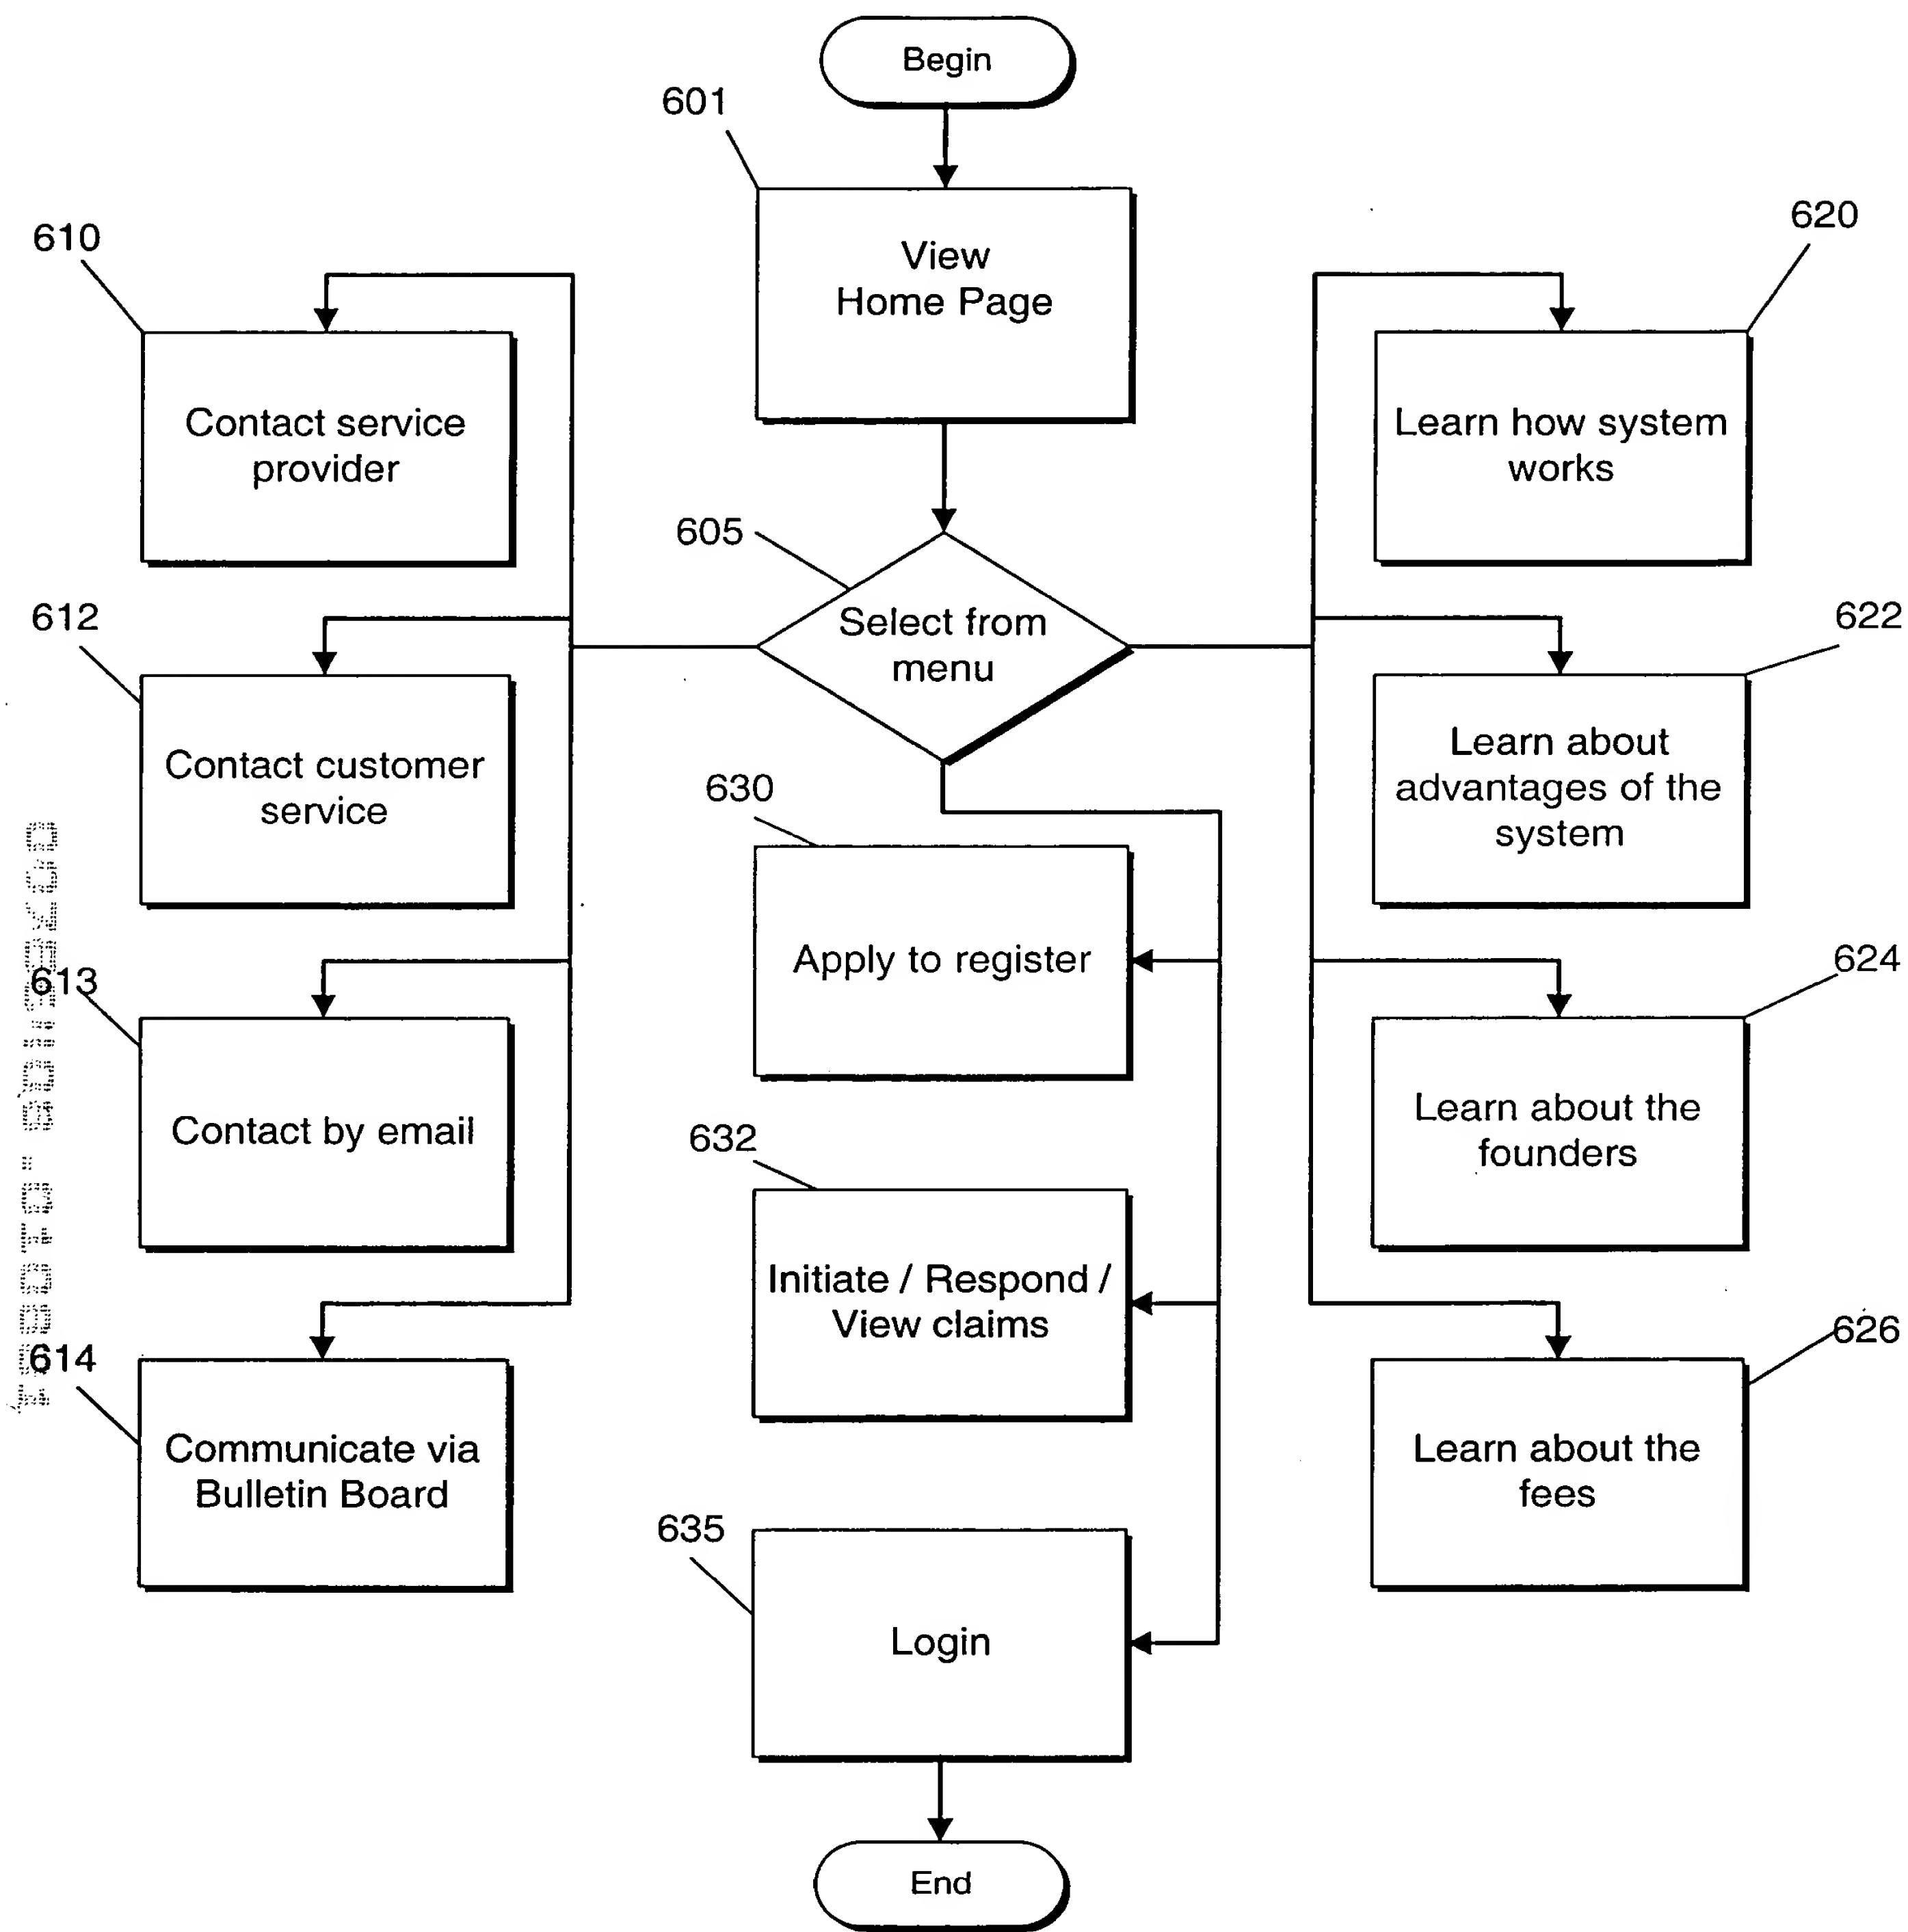 Begin
601
View
Home Page
610
Contact service
provider
620
Learn how system
works
605
Select from
menu
612
Contact customer
service
622
Learn about
advantages of the
system
630
Apply to register
613
Contact by email
624
Learn about the
founders
632
Initiate / Respond /
View claims
614
Communicate via
Bulletin Board
626
Learn about the
fees
635
Login
End